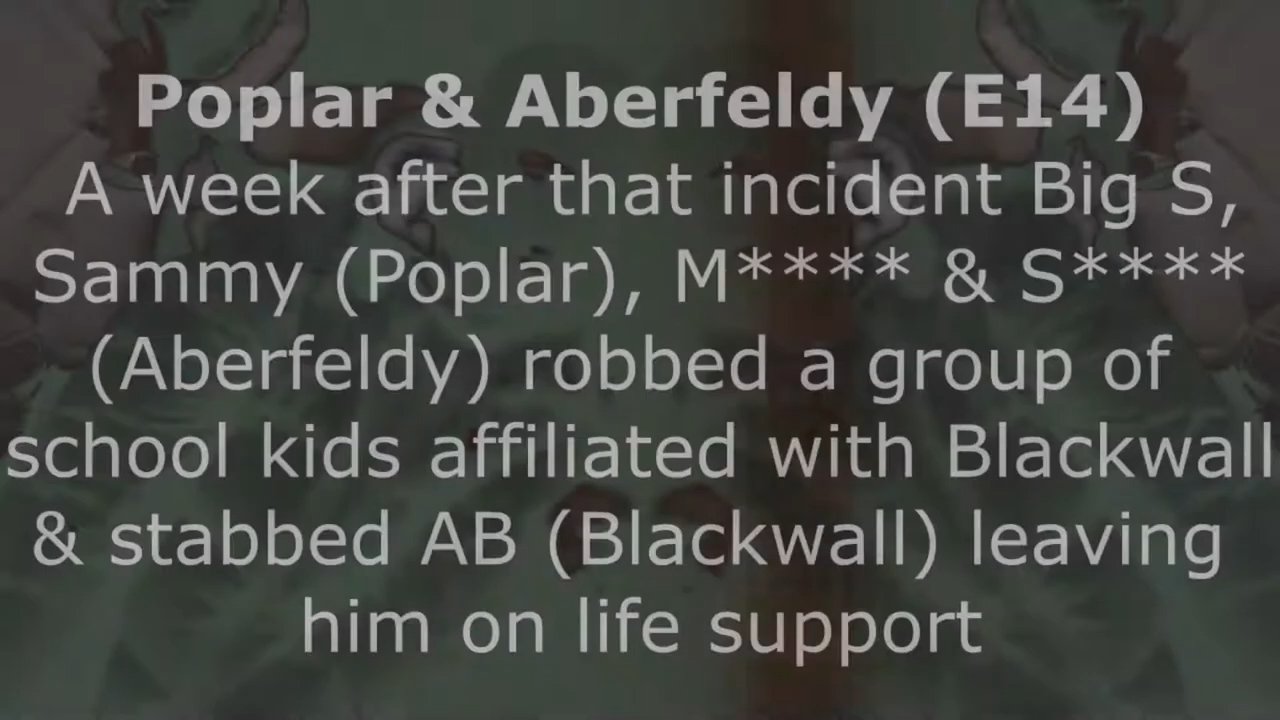 Poplar & Aberfeldy (E14)
A week after that incident Big S,
Sammy (Poplar), M**** & S****
(Aberfeldy) robbed a group of
school kids affiliated with Blackwall
& stabbed AB (Blackwall) leaving
him on life support